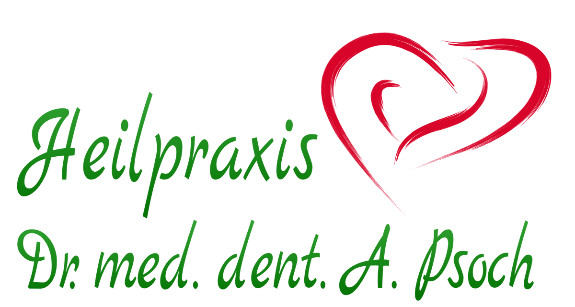 Heilpraxis
Dr. med. dent. A. Psoch